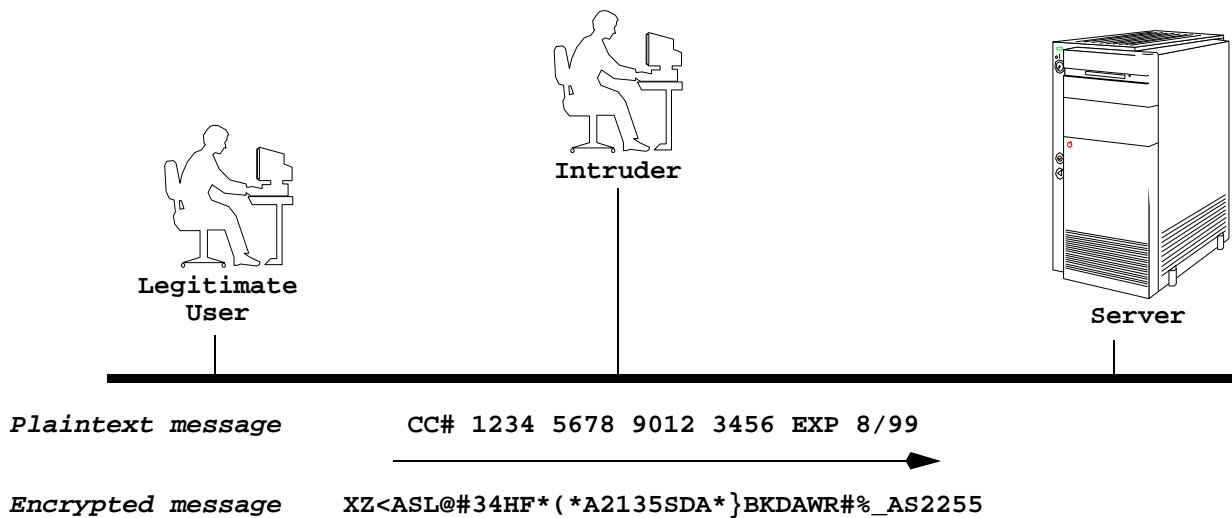 Intruder
Legitimate
User
Server
Plaintext message CC# 1234 5678 9012 3456 EXP 8/99
Encrypted message XZ<ASL@#34HF*(*A2135SDA*}BKDAWR#%_AS2255